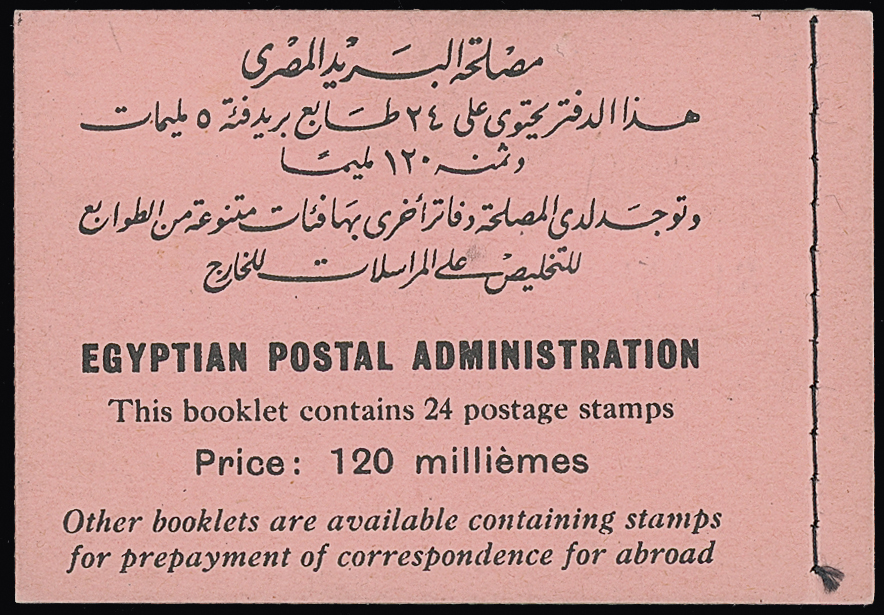 مصلحة البريد المصرى
هذا الدفتر يحتوى على ٢٤ طابع بريد فئة ٥ مليمات
وثمنه ١٢٠ مليمًا
وتوجد لدى المصلحة دفاتر أخرى بها فئات متنوعة من الطوابع
للتخليص على المراسلات للخارج
EGYPTIAN POSTAL ADMINISTRATION
This booklet contains 24 postage stamps
Price: 120 millièmes
Other booklets are available containing stamps
for prepayment of correspondence for abroad